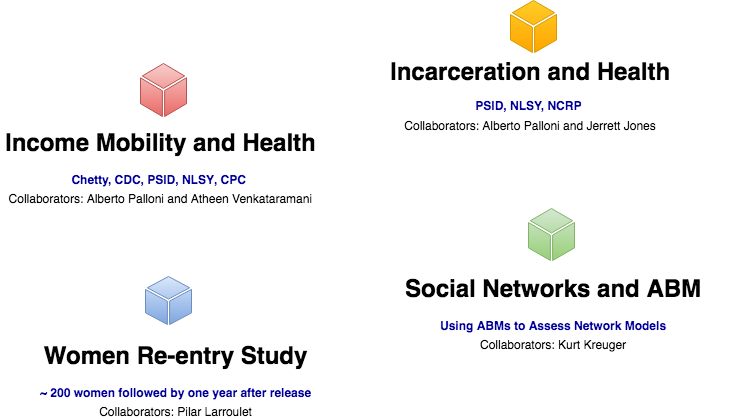 Incarceration and Health
PSID, NLSY, NCRP
Collaborators: Alberto Palloni and Jerrett Jones
Income Mobility and Health
Chetty, CDC, PSID, NLSY, CPC
Collaborators: Alberto Palloni and Atheen Venkataramani
Social Networks and ABM
Using ABMs to Assess Network Models
Collaborators: Kurt Kreuger
Women Re-entry Study
~ 200 women followed by one year after release
Collaborators: Pilar Larroulet